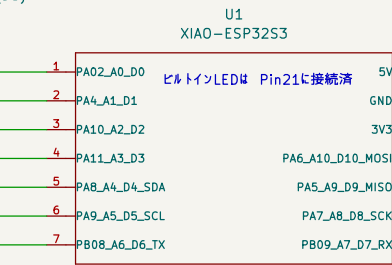 U1
XIAO-ESP32S3
ビルトインLEDは Pin21に接続済
1 PA02_A0_D0 5V
2 PA4_A1_D1 GND
3 PA10_A2_D2 3V3
4 PA11_A3_D3 PA6_A10_D10_MOSI
5 PA8_A4_D4_SDA PA5_A9_D9_MISO
6 PA9_A5_D5_SCL PA7_A8_D8_SCK
7 PB08_A6_D6_TX PB09_A7_D7_RX